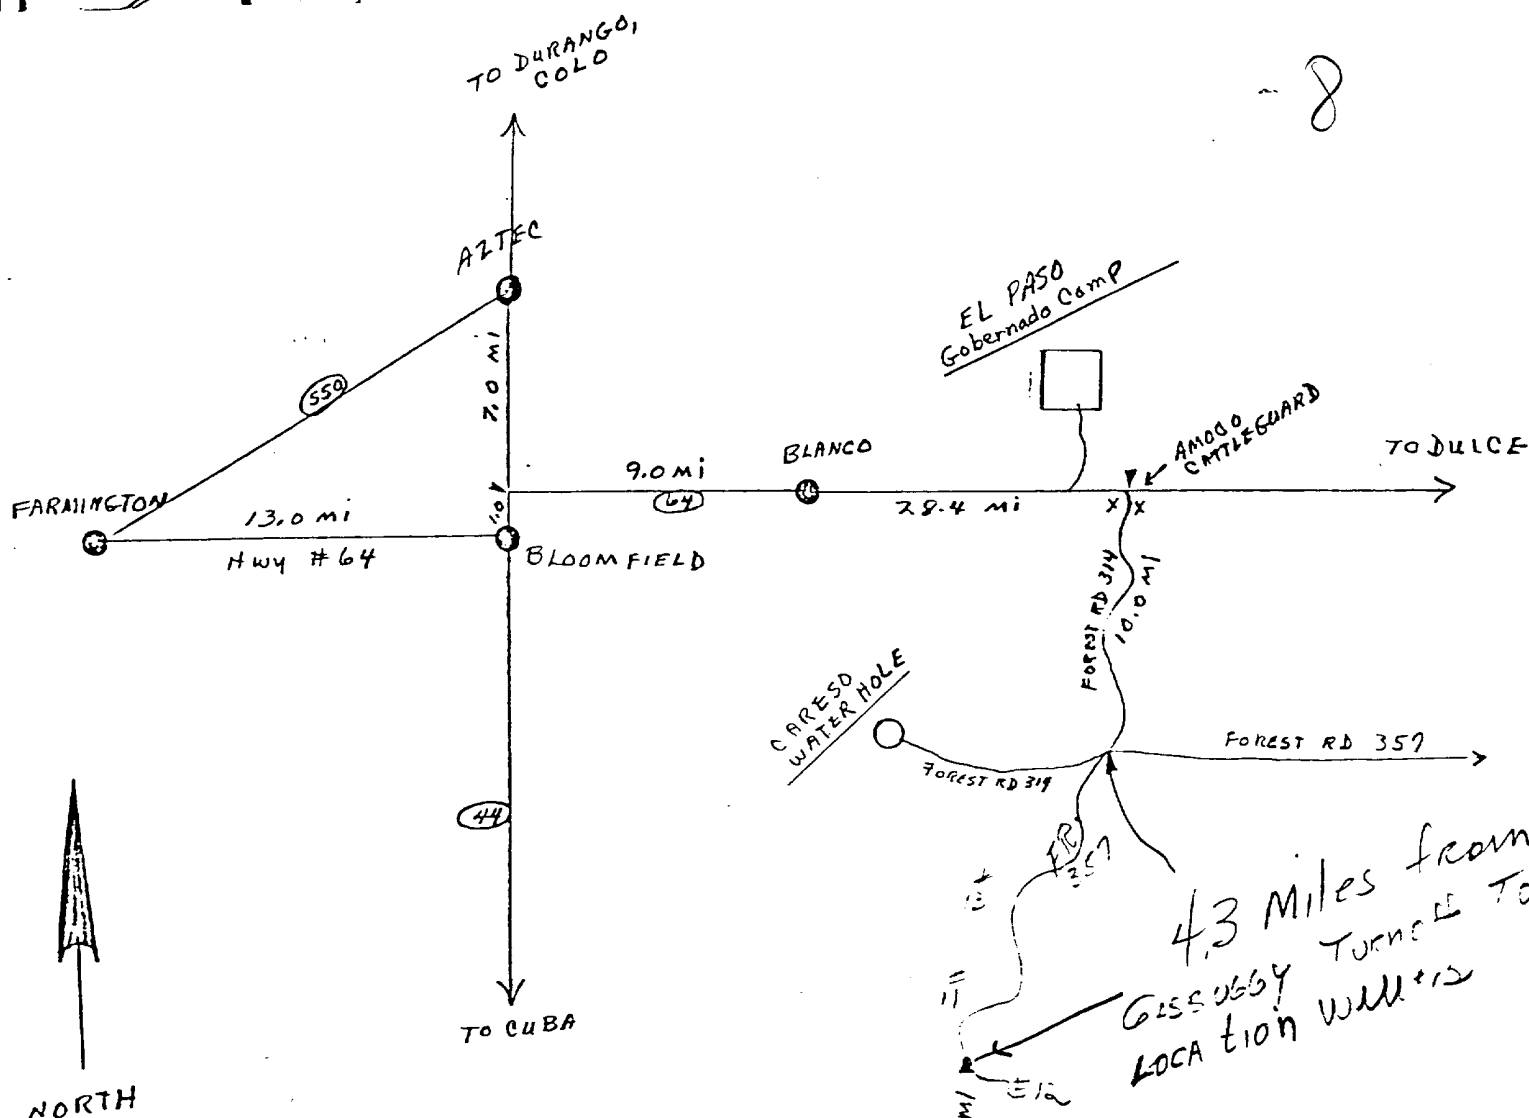 - 8
TO DURANGO,
COLO
AZTEC
550
7.0 MI
EL PASO
Gobernado Camp
AMOCO
CATTLEGUARD
TO DULCE
BLANCO
9.0 mi
64
28.4 mi
X X
FARMINGTON
13.0 mi
Hwy #64
1.0
BLOOMFIELD
FOREST RD 314
10.0 MI
CARESO
WATER HOLE
FOREST RD 314
FOREST RD 357
44
FR
357
4.3 Miles from
Turnoff To
LOCATION
TO CUBA
E12
MI
NORTH